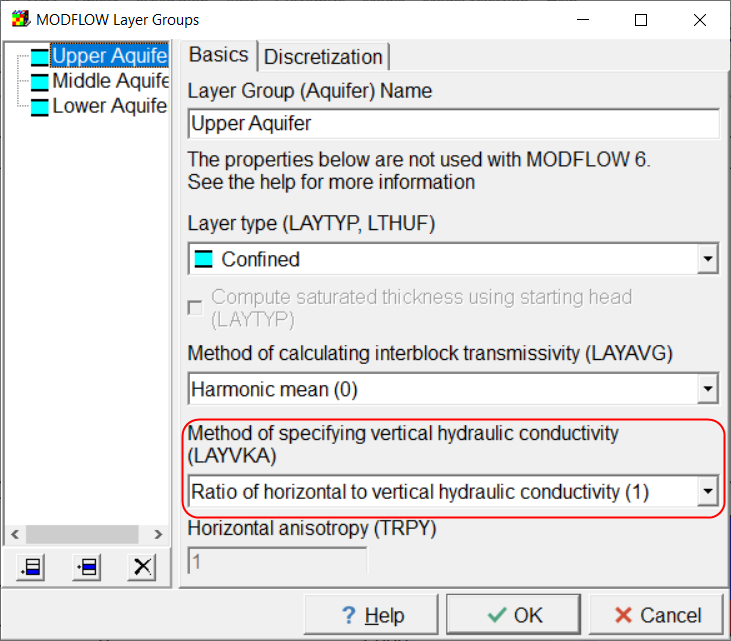 MODFLOW Layer Groups
Upper Aquife
Middle Aquife
Lower Aquife
Basics
Discretization
Layer Group (Aquifer) Name
Upper Aquifer
The properties below are not used with MODFLOW 6.
See the help for more information
Layer type (LAYTYP, LTHUF)
Confined
Compute saturated thickness using starting head
(LAYTYP)
Method of calculating interblock transmissivity (LAYAVG)
Harmonic mean (0)
Method of specifying vertical hydraulic conductivity
(LAYVKA)
Ratio of horizontal to vertical hydraulic conductivity (1)
Horizontal anisotropy (TRPY)
1
? Help
OK
Cancel